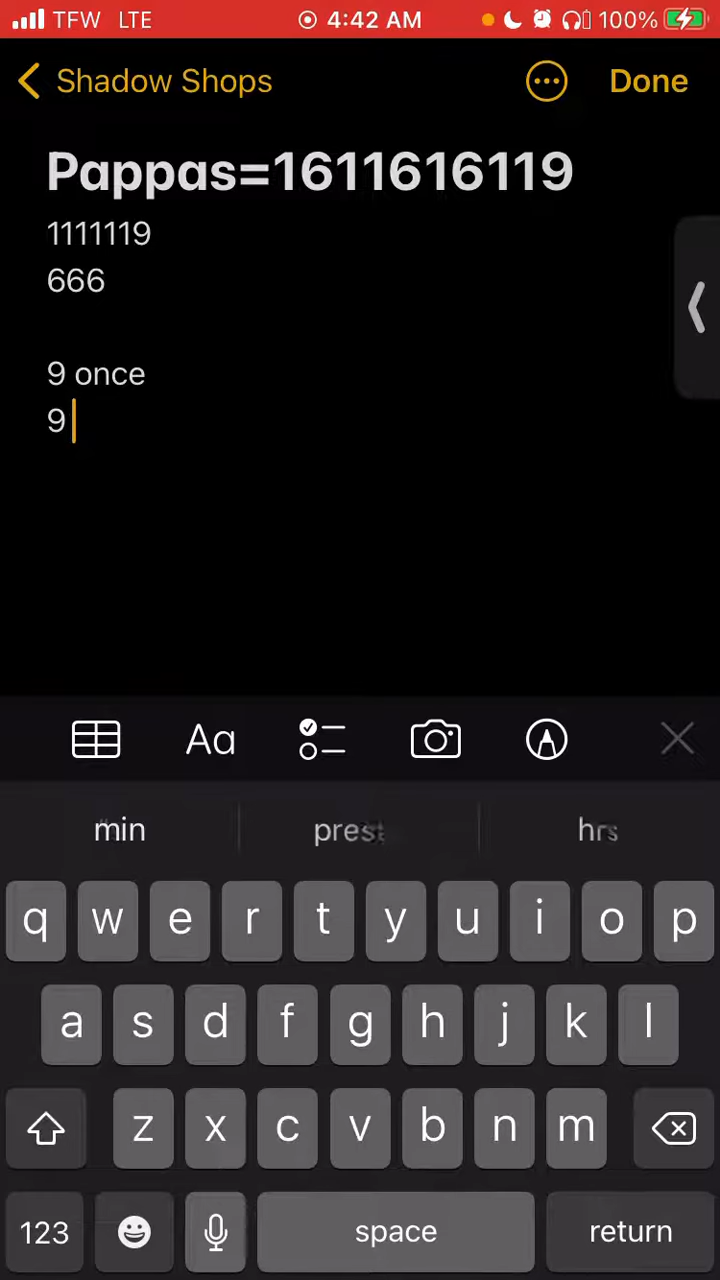 TFW LTE 4:42 AM 100%
Shadow Shops Done
Pappas=1611616119
1111119
666
9 once
9
Aa
min prest hrs
q w e r t y u i o p
a s d f g h j k l
z x c v b n m
123 space return